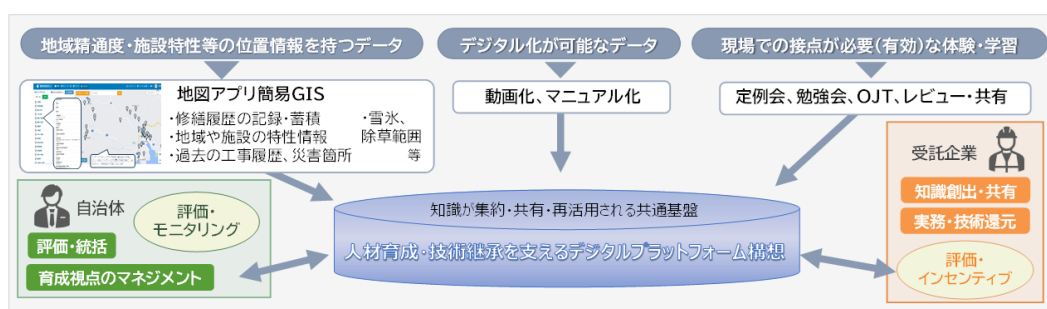 地域精通度・施設特性等の位置情報を持つデータ
デジタル化が可能なデータ
現場での接点が必要(有効)な体験・学習
地図アプリ簡易GIS
・修繕履歴の記録・蓄積
・地域や施設の特性情報
・過去の工事履歴、災害箇所
・雪氷、
除草範囲
等
動画化、マニュアル化
定例会、勉強会、OJT、レビュー・共有
自治体
評価・統括
育成視点のマネジメント
評価・
モニタリング
知識が集約・共有・再活用される共通基盤
人材育成・技術継承を支えるデジタルプラットフォーム構想
受託企業
知識創出・共有
実務・技術還元
評価・
インセンティブ